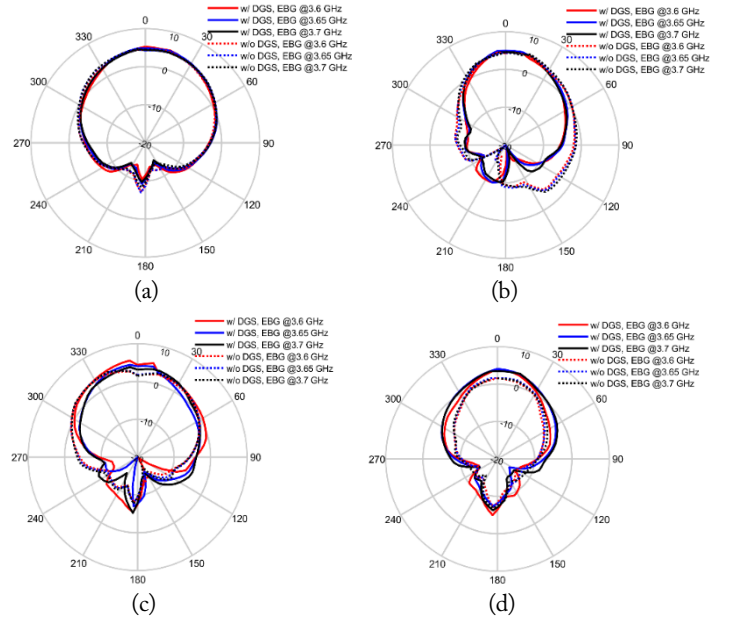 0
30
60
90
120
150
180
210
240
270
300
330
10
0
-10
-20
w/ DGS, EBG @3.6 GHz
w/ DGS, EBG @3.65 GHz
w/ DGS, EBG @3.7 GHz
w/o DGS, EBG @3.6 GHz
w/o DGS, EBG @3.65 GHz
w/o DGS, EBG @3.7 GHz
(a)
0
30
60
90
120
150
180
210
240
270
300
330
10
0
-10
-20
w/ DGS, EBG @3.6 GHz
w/ DGS, EBG @3.65 GHz
w/ DGS, EBG @3.7 GHz
w/o DGS, EBG @3.6 GHz
w/o DGS, EBG @3.65 GHz
w/o DGS, EBG @3.7 GHz
(b)
0
30
60
90
120
150
180
210
240
270
300
330
10
0
-10
w/ DGS, EBG @3.6 GHz
w/ DGS, EBG @3.65 GHz
w/ DGS, EBG @3.7 GHz
w/o DGS, EBG @3.6 GHz
w/o DGS, EBG @3.65 GHz
w/o DGS, EBG @3.7 GHz
(c)
0
30
60
90
120
150
180
210
240
270
300
330
10
0
-10
-20
w/ DGS, EBG @3.6 GHz
w/ DGS, EBG @3.65 GHz
w/ DGS, EBG @3.7 GHz
w/o DGS, EBG @3.6 GHz
w/o DGS, EBG @3.65 GHz
w/o DGS, EBG @3.7 GHz
(d)